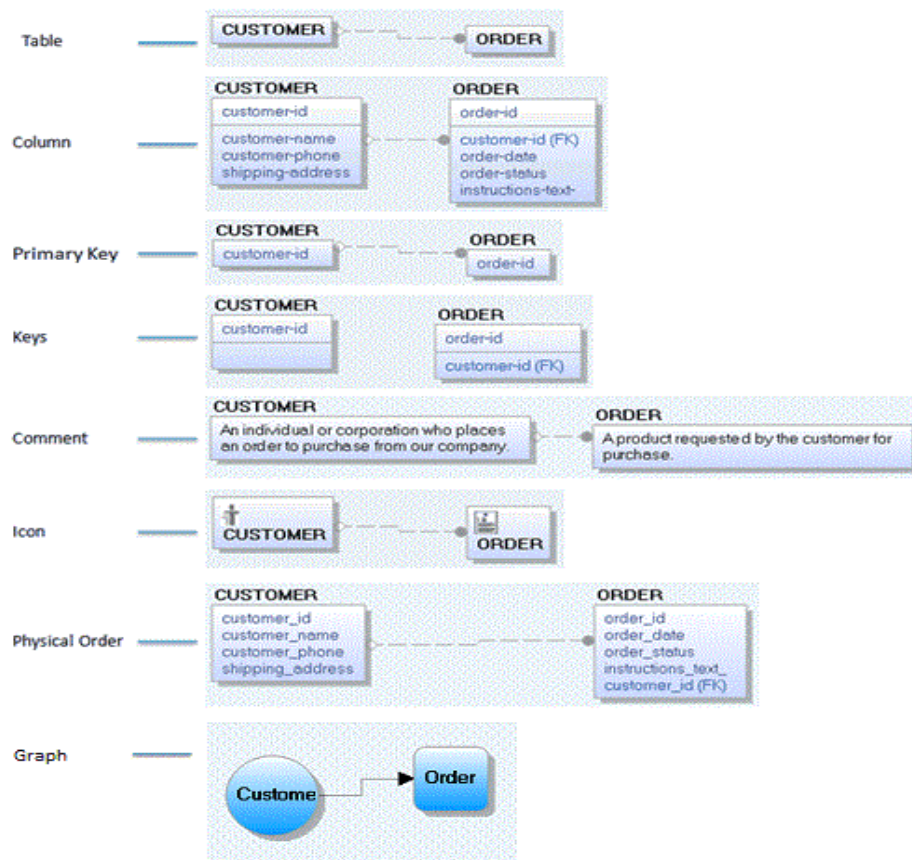 Table
CUSTOMER
ORDER
Column
CUSTOMER
customer-id
customer-name
customer-phone
shipping-address
ORDER
order-id
customer-id (FK)
order-date
order-status
instructions-text-
Primary Key
CUSTOMER
customer-id
ORDER
order-id
Keys
CUSTOMER
customer-id
ORDER
order-id
customer-id (FK)
Comment
CUSTOMER
An individual or corporation who places
an order to purchase from our company.
ORDER
A product requested by the customer for
purchase.
Icon
CUSTOMER
ORDER
Physical Order
CUSTOMER
customer_id
customer_name
customer_phone
shipping_address
ORDER
order_id
order_date
order_status
instructions_text_
customer_id (FK)
Graph
Custome
Order